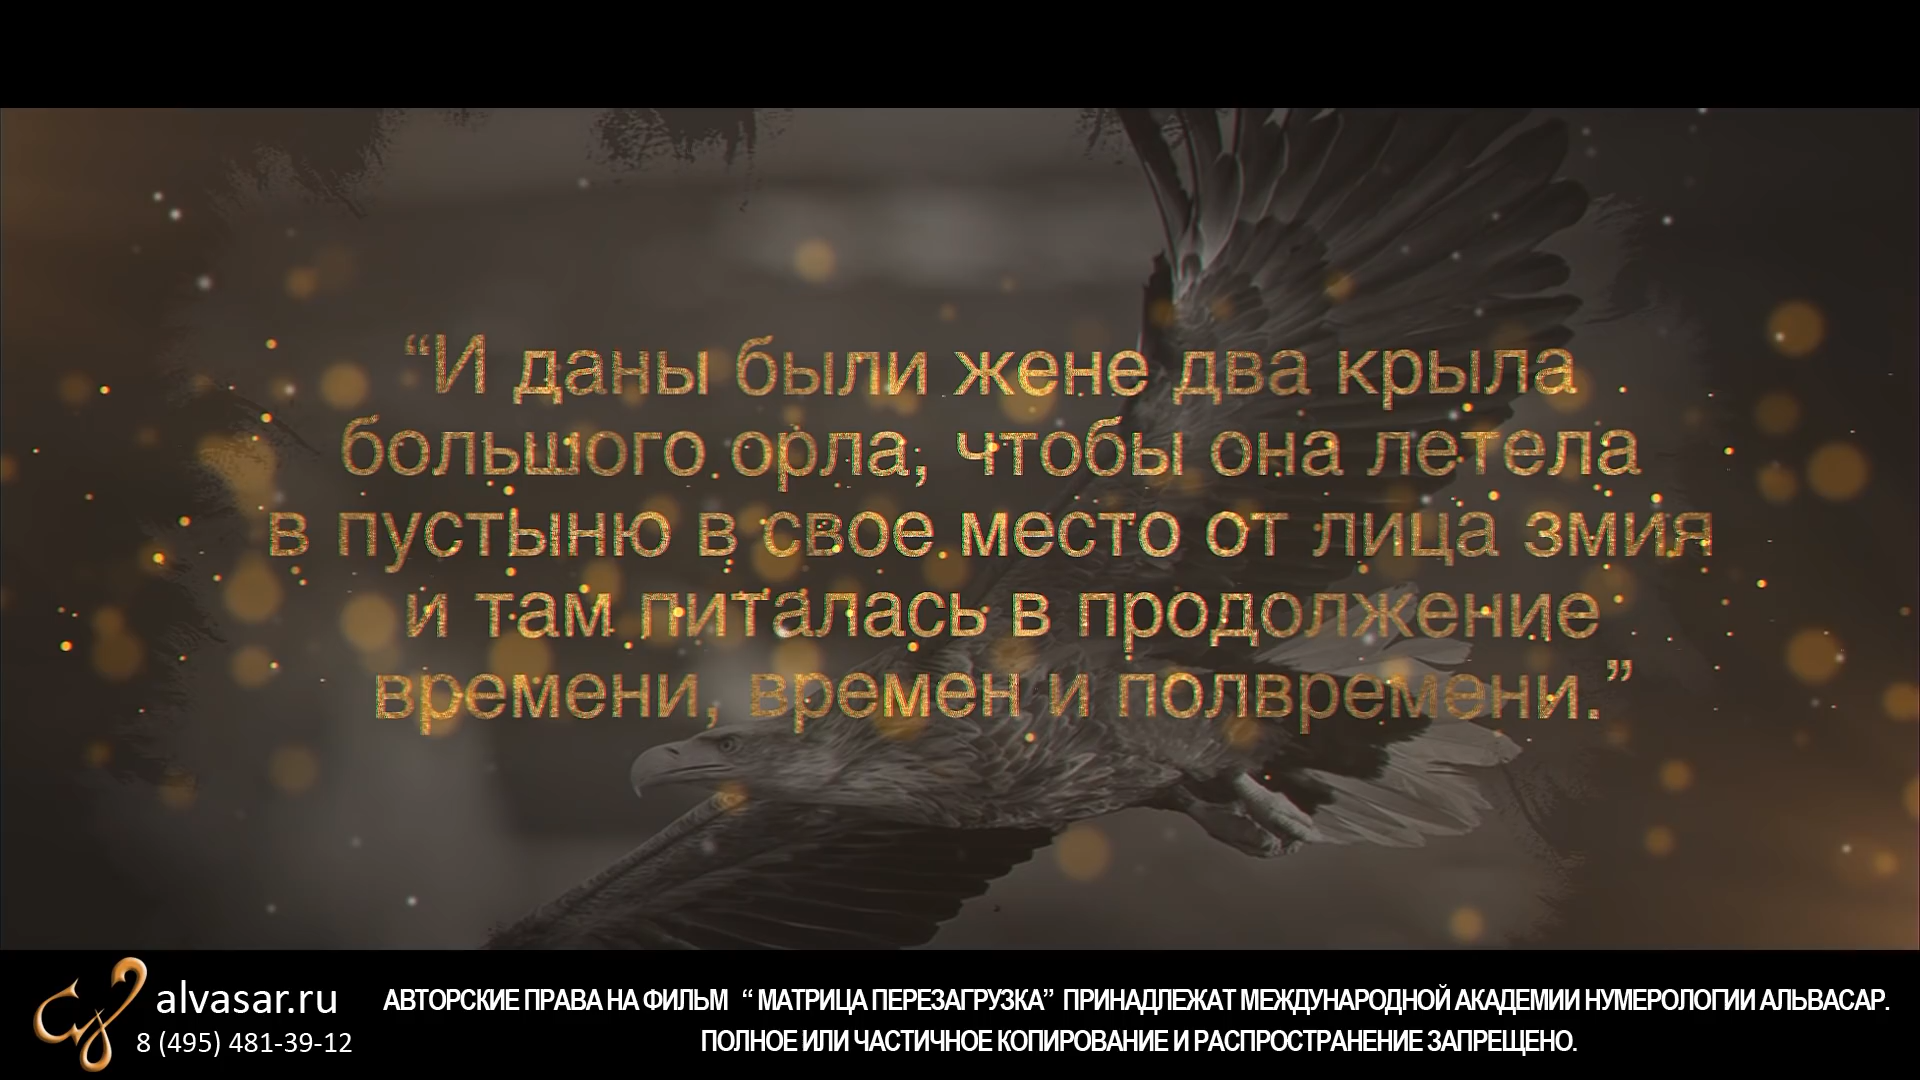 “И даны были жене два крыла
большого орла, чтобы она летела
в пустыню в свое место от лица змия
и там питалась в продолжение
времени, времен и полвремени.”
alvasar.ru
8 (495) 481-39-12
АВТОРСКИЕ ПРАВА НА ФИЛЬМ “ МАТРИЦА ПЕРЕЗАГРУЗКА” ПРИНАДЛЕЖАТ МЕЖДУНАРОДНОЙ АКАДЕМИИ НУМЕРОЛОГИИ АЛЬВАСАР.
ПОЛНОЕ ИЛИ ЧАСТИЧНОЕ КОПИРОВАНИЕ И РАСПРОСТРАНЕНИЕ ЗАПРЕЩЕНО.